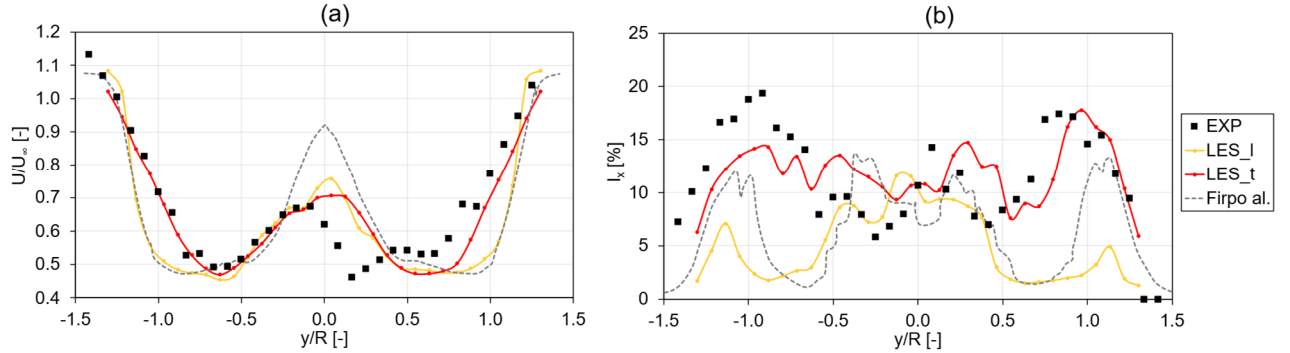 (a)
1.2
1.1
1.0
0.9
0.8
0.7
0.6
0.5
0.4
U/U∞ [-]
-1.5
-1.0
-0.5
0.0
0.5
1.0
1.5
y/R [-]
(b)
25
20
15
10
5
0
Ix [%]
-1.5
-1.0
-0.5
0.0
0.5
1.0
1.5
y/R [-]
EXP
LES_l
LES_t
Firpo al.